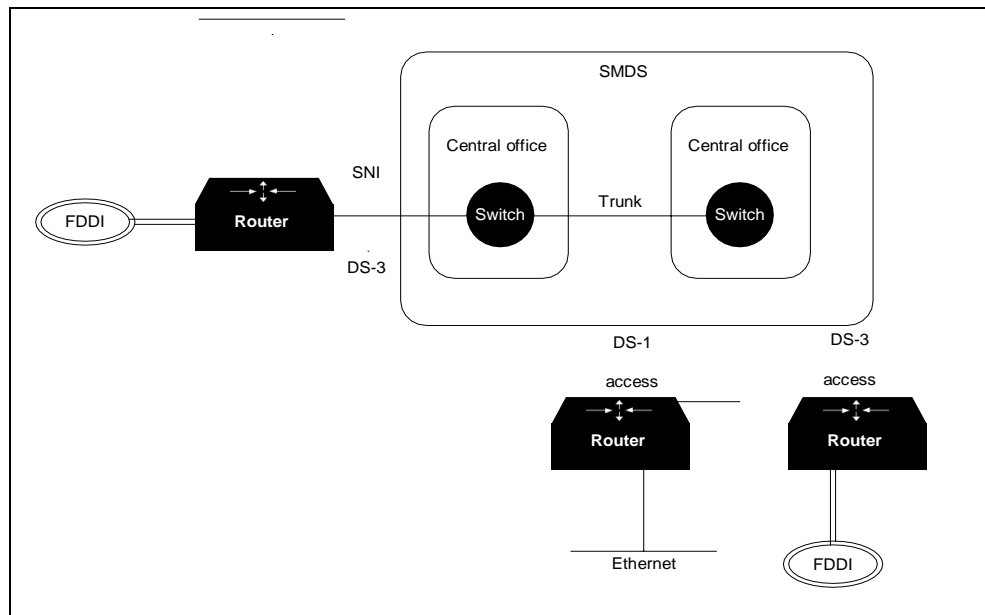 SMDS
Central office
Central office
SNI
Switch
Trunk
Switch
FDDI
Router
DS-3
DS-1
DS-3
access
access
Router
Router
Ethernet
FDDI